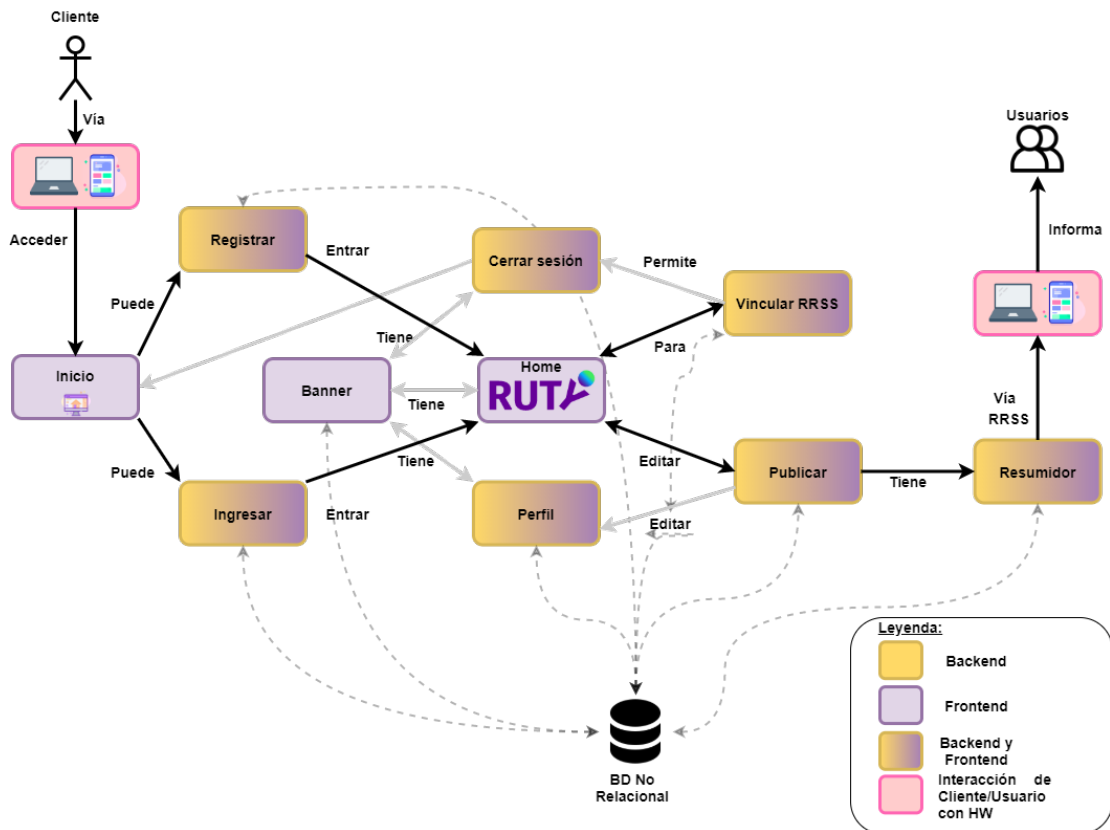 Cliente
Vía
Usuarios
Acceder
Registrar
Entrar
Cerrar sesión
Permite
Informa
Vincular RRSS
Puede
Tiene
Para
Inicio
Banner
Tiene
Home
RUTY
Vía
RRSS
Puede
Tiene
Editar
Publicar
Tiene
Resumidor
Ingresar
Entrar
Perfil
Editar
BD No
Relacional
Leyenda:
Backend
Frontend
Backend y
Frontend
Interacción de
Cliente/Usuario
con HW